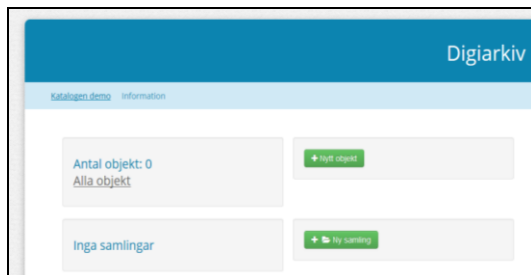 Digiarkiv
Katalogen demo Information
Antal objekt: 0
Alla objekt
Nytt objekt
Inga samlingar
Ny samling